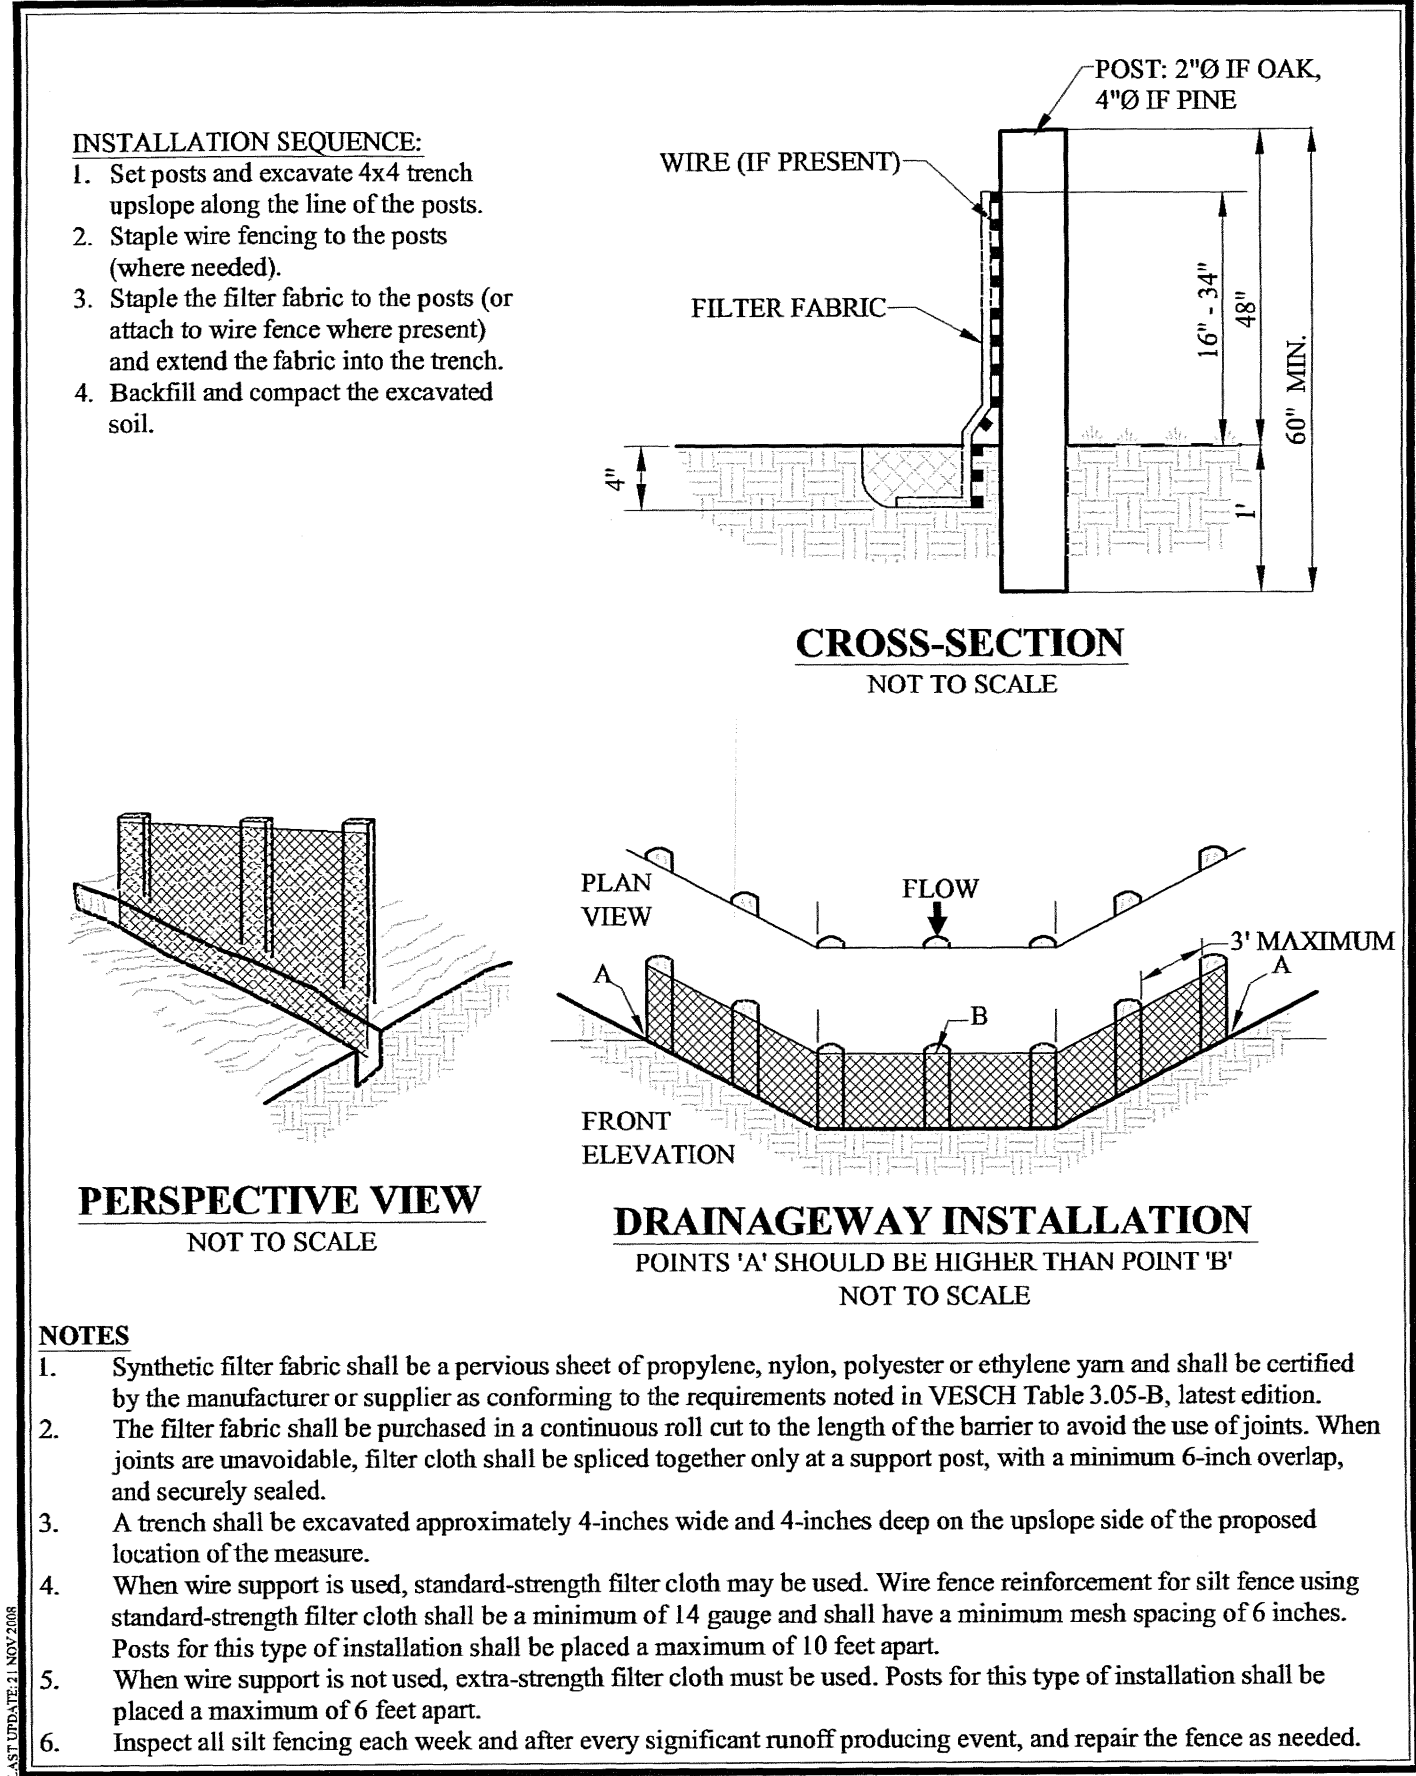 INSTALLATION SEQUENCE:
1. Set posts and excavate 4x4 trench
upslope along the line of the posts.
2. Staple wire fencing to the posts
(where needed).
3. Staple the filter fabric to the posts (or
attach to wire fence where present)
and extend the fabric into the trench.
4. Backfill and compact the excavated
soil.
POST: 2"Ø IF OAK,
4"Ø IF PINE
WIRE (IF PRESENT)
FILTER FABRIC
16" - 34"
48"
60" MIN.
4"
1'
CROSS-SECTION
NOT TO SCALE
PERSPECTIVE VIEW
NOT TO SCALE
PLAN
VIEW
FLOW
3' MAXIMUM
A
A
B
FRONT
ELEVATION
DRAINAGEWAY INSTALLATION
POINTS 'A' SHOULD BE HIGHER THAN POINT 'B'
NOT TO SCALE
NOTES
1. Synthetic filter fabric shall be a pervious sheet of propylene, nylon, polyester or ethylene yarn and shall be certified
by the manufacturer or supplier as conforming to the requirements noted in VESCH Table 3.05-B, latest edition.
2. The filter fabric shall be purchased in a continuous roll cut to the length of the barrier to avoid the use of joints. When
joints are unavoidable, filter cloth shall be spliced together only at a support post, with a minimum 6-inch overlap,
and securely sealed.
3. A trench shall be excavated approximately 4-inches wide and 4-inches deep on the upslope side of the proposed
location of the measure.
4. When wire support is used, standard-strength filter cloth may be used. Wire fence reinforcement for silt fence using
standard-strength filter cloth shall be a minimum of 14 gauge and shall have a minimum mesh spacing of 6 inches.
Posts for this type of installation shall be placed a maximum of 10 feet apart.
5. When wire support is not used, extra-strength filter cloth must be used. Posts for this type of installation shall be
placed a maximum of 6 feet apart.
6. Inspect all silt fencing each week and after every significant runoff producing event, and repair the fence as needed.
UPDATE: 21 NOV 2008